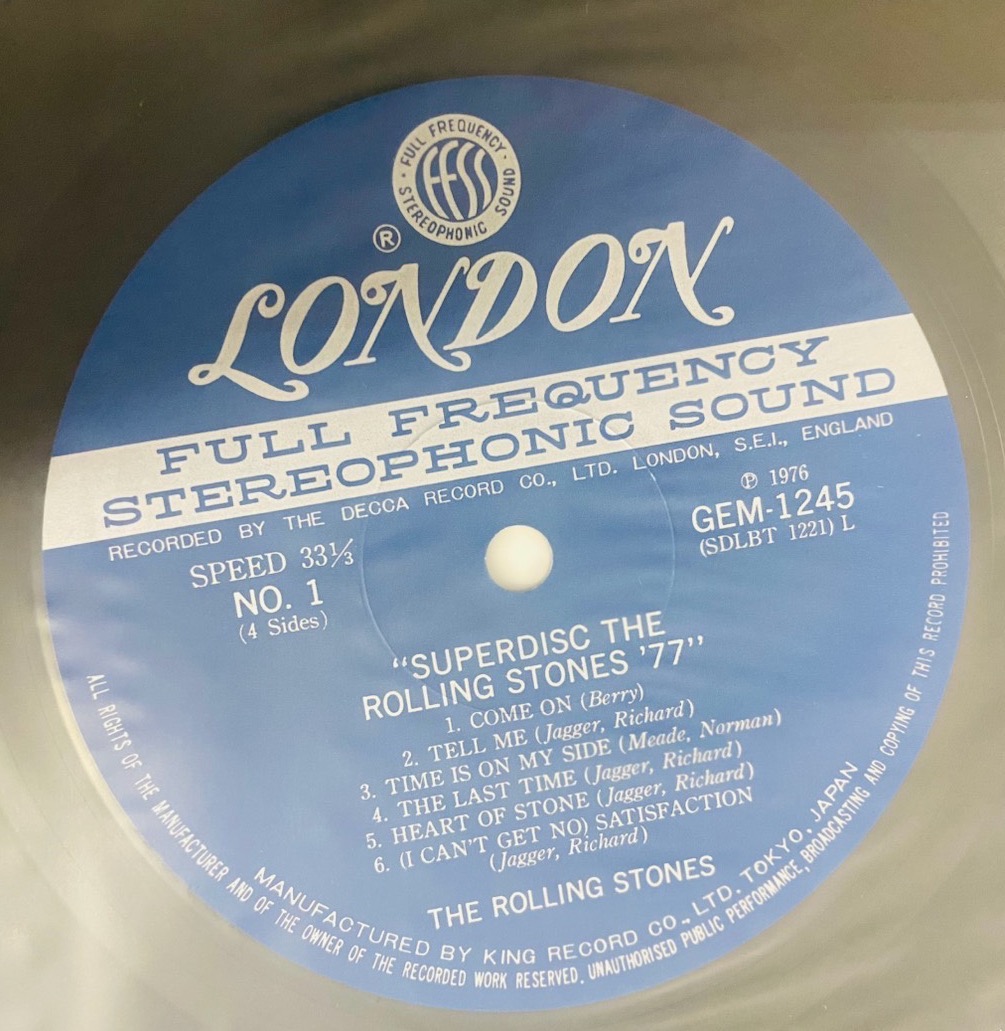 FULL FREQUENCY
STEREOPHONIC SOUND
FFSS
®
LONDON
FULL FREQUENCY
STEREOPHONIC SOUND
RECORDED BY THE DECCA RECORD CO., LTD. LONDON, S.E.I., ENGLAND
SPEED 33⅓
NO. 1
(4 Sides)
℗ 1976
GEM-1245
(SDLBT 1221) L
“SUPERDISC THE
ROLLING STONES '77”
1. COME ON (Berry)
2. TELL ME (Jagger, Richard)
3. TIME IS ON MY SIDE (Meade, Norman)
4. THE LAST TIME (Jagger, Richard)
5. HEART OF STONE (Jagger, Richard)
6. (I CAN'T GET NO) SATISFACTION
(Jagger, Richard)
THE ROLLING STONES
MANUFACTURED BY KING RECORD CO., LTD. TOKYO, JAPAN
ALL RIGHTS OF THE MANUFACTURER AND OF THE OWNER OF THE RECORDED WORK RESERVED. UNAUTHORISED PUBLIC PERFORMANCE, BROADCASTING AND COPYING OF THIS RECORD PROHIBITED